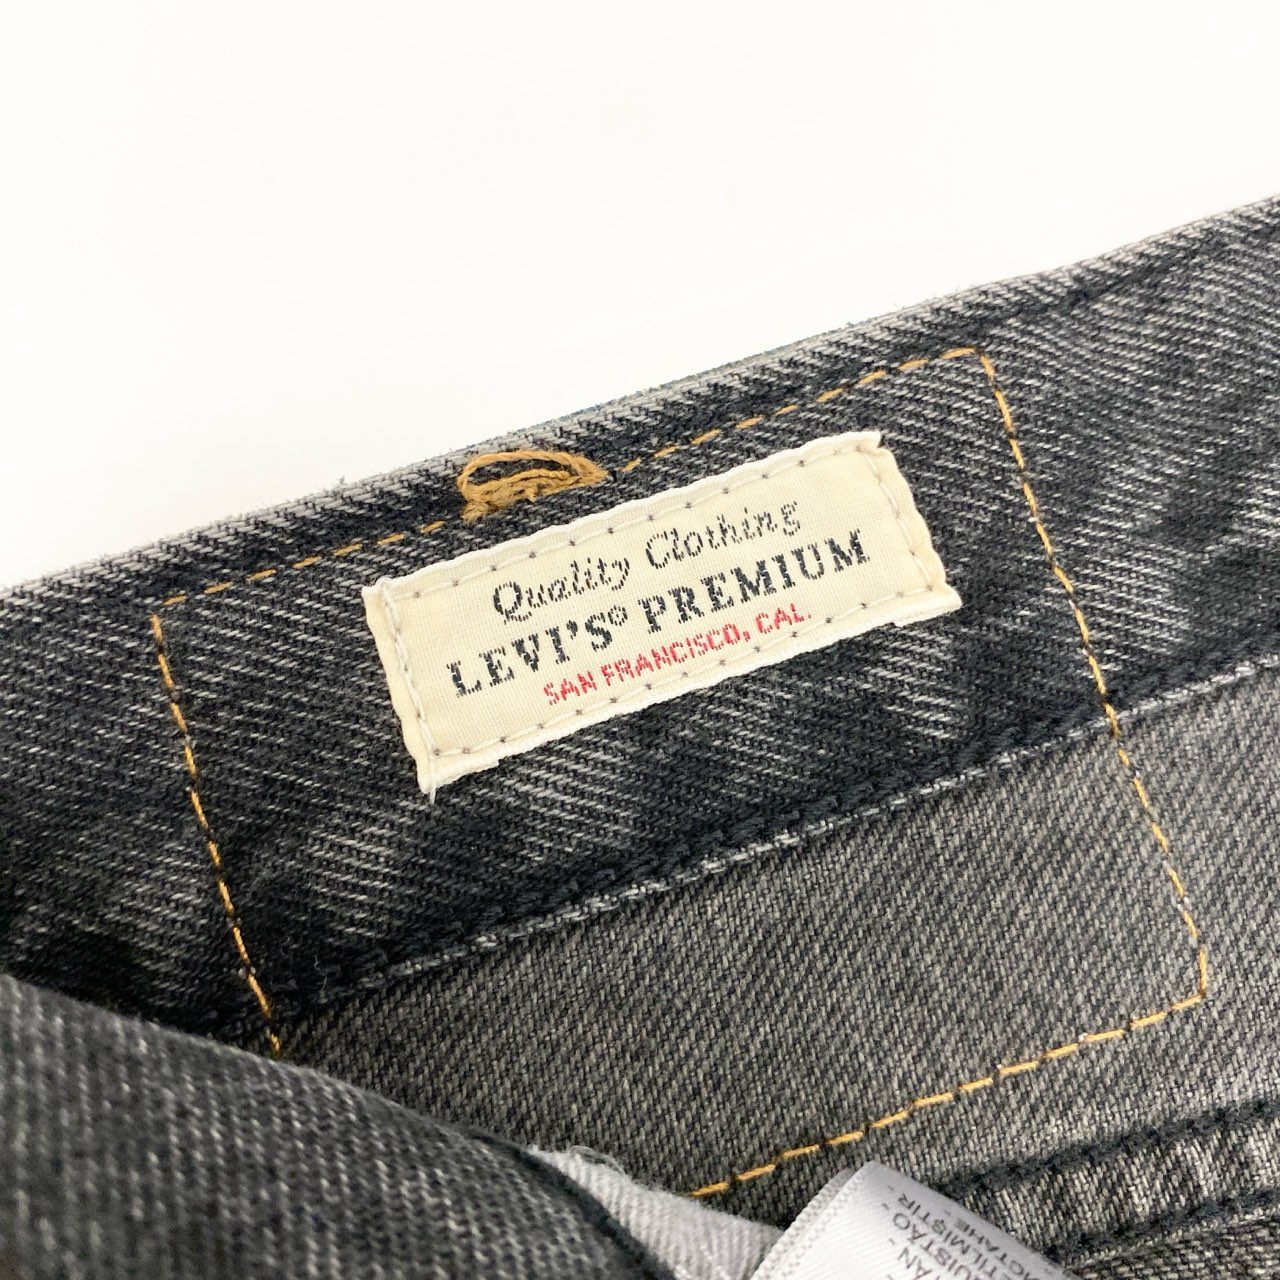 Quality Clothing
LEVI'S® PREMIUM
SAN FRANCISCO, CAL.